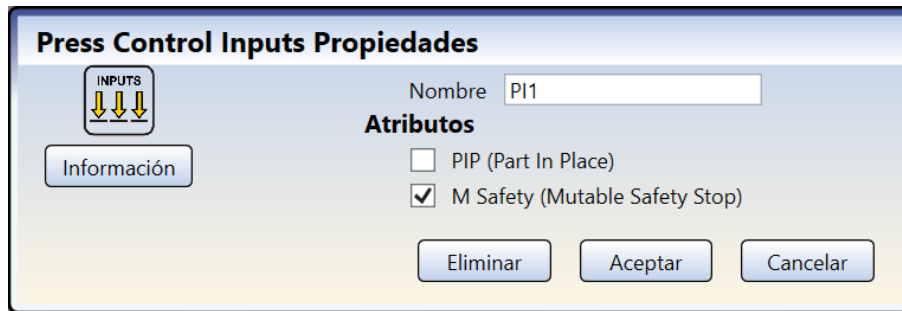 Press Control Inputs Propiedades
INPUTS
Nombre PI1
Atributos
Información
PIP (Part In Place)
M Safety (Mutable Safety Stop)
Eliminar Aceptar Cancelar